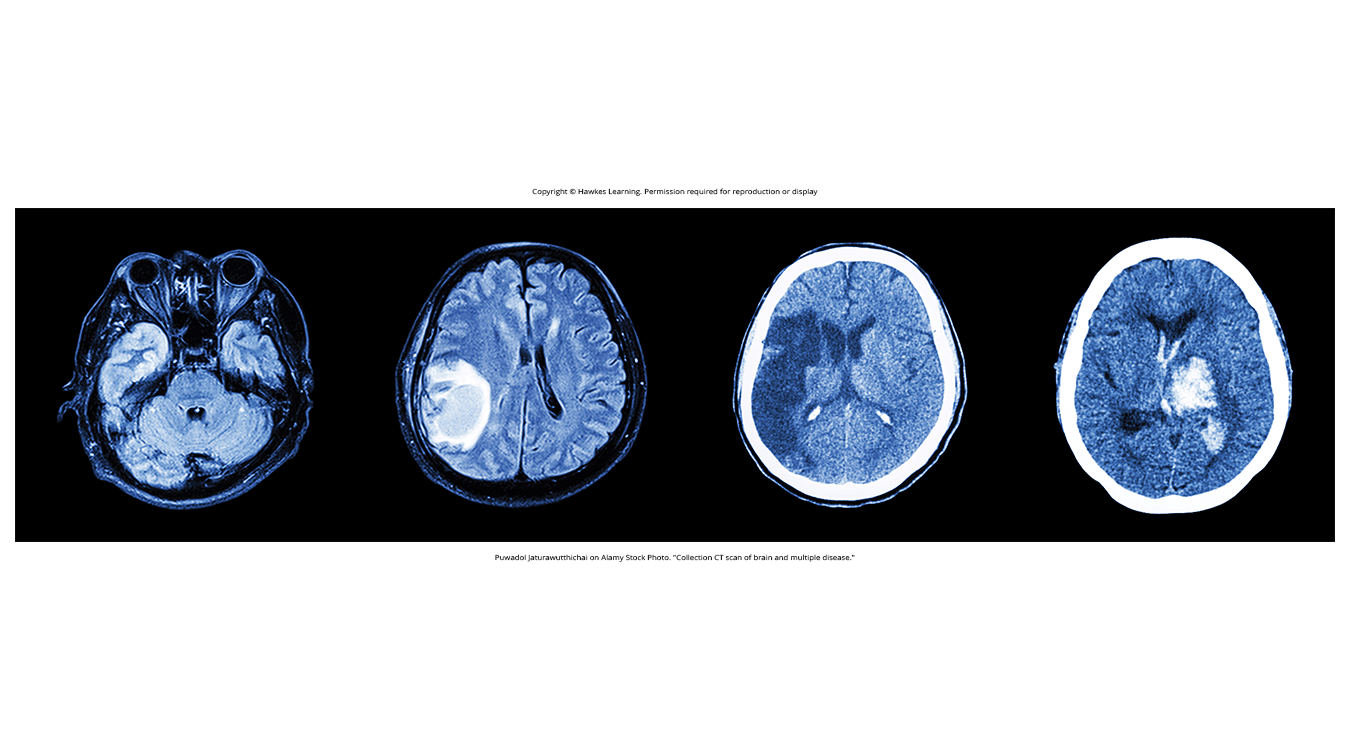 Copyright © Hawkes Learning. Permission required for reproduction or display
Puwadol Jaturawutthichai on Alamy Stock Photo. "Collection CT scan of brain and multiple disease."